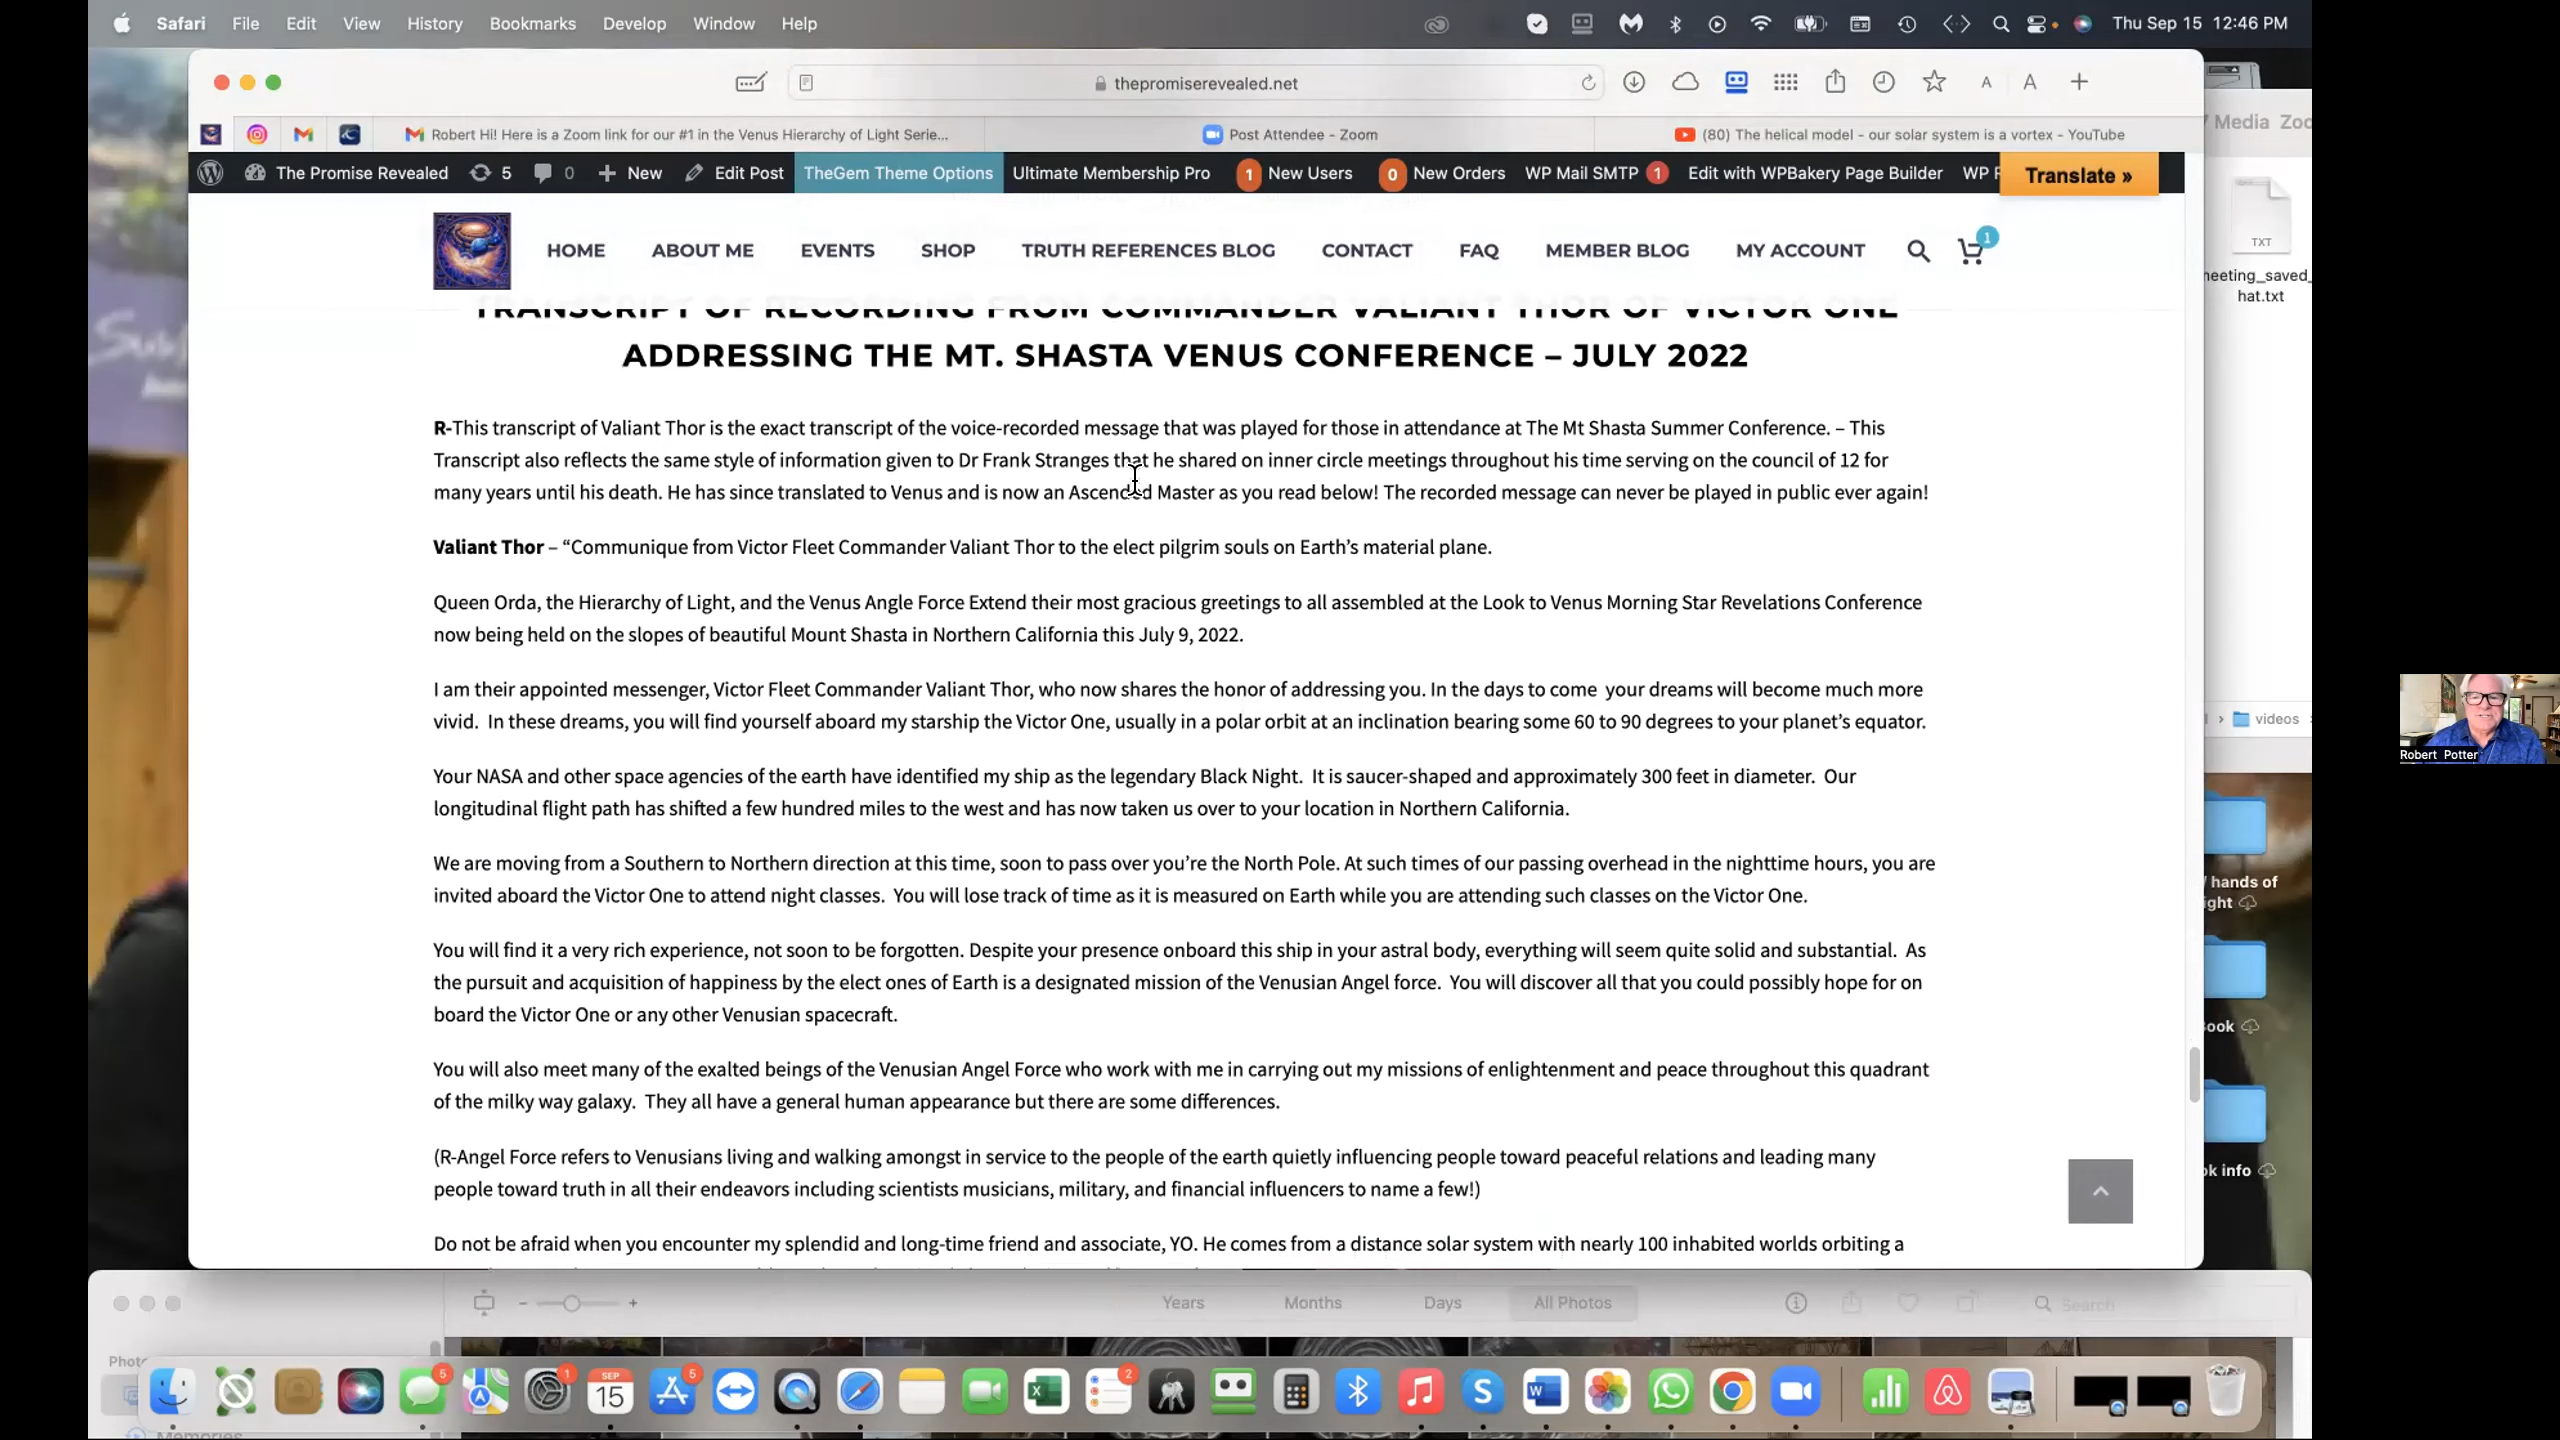 Safari File Edit View History Bookmarks Develop Window Help Thu Sep 15 12:46 PM
thepromiserevealed.net A A
Robert Hi! Here is a Zoom link for our #1 in the Venus Hierarchy of Light Serie... Post Attendee - Zoom (80) The helical model - our solar system is a vortex - YouTube
The Promise Revealed 5 0 New Edit Post TheGem Theme Options Ultimate Membership Pro 1 New Users 0 New Orders WP Mail SMTP 1 Edit with WPBakery Page Builder WP Translate »
HOME ABOUT ME EVENTS SHOP TRUTH REFERENCES BLOG CONTACT FAQ MEMBER BLOG MY ACCOUNT 1
TRANSCRIPT OF RECORDING FROM COMMANDER VALIANT THOR OF VICTOR ONE
ADDRESSING THE MT. SHASTA VENUS CONFERENCE – JULY 2022
R-This transcript of Valiant Thor is the exact transcript of the voice-recorded message that was played for those in attendance at The Mt Shasta Summer Conference. – This
Transcript also reflects the same style of information given to Dr Frank Stranges that he shared on inner circle meetings throughout his time serving on the council of 12 for
many years until his death. He has since translated to Venus and is now an Ascended Master as you read below! The recorded message can never be played in public ever again!
Valiant Thor – “Communique from Victor Fleet Commander Valiant Thor to the elect pilgrim souls on Earth’s material plane.
Queen Orda, the Hierarchy of Light, and the Venus Angle Force Extend their most gracious greetings to all assembled at the Look to Venus Morning Star Revelations Conference
now being held on the slopes of beautiful Mount Shasta in Northern California this July 9, 2022.
I am their appointed messenger, Victor Fleet Commander Valiant Thor, who now shares the honor of addressing you. In the days to come your dreams will become much more
vivid. In these dreams, you will find yourself aboard my starship the Victor One, usually in a polar orbit at an inclination bearing some 60 to 90 degrees to your planet’s equator.
Your NASA and other space agencies of the earth have identified my ship as the legendary Black Night. It is saucer-shaped and approximately 300 feet in diameter. Our
longitudinal flight path has shifted a few hundred miles to the west and has now taken us over to your location in Northern California.
We are moving from a Southern to Northern direction at this time, soon to pass over you’re the North Pole. At such times of our passing overhead in the nighttime hours, you are
invited aboard the Victor One to attend night classes. You will lose track of time as it is measured on Earth while you are attending such classes on the Victor One.
You will find it a very rich experience, not soon to be forgotten. Despite your presence onboard this ship in your astral body, everything will seem quite solid and substantial. As
the pursuit and acquisition of happiness by the elect ones of Earth is a designated mission of the Venusian Angel force. You will discover all that you could possibly hope for on
board the Victor One or any other Venusian spacecraft.
You will also meet many of the exalted beings of the Venusian Angel Force who work with me in carrying out my missions of enlightenment and peace throughout this quadrant
of the milky way galaxy. They all have a general human appearance but there are some differences.
(R-Angel Force refers to Venusians living and walking amongst in service to the people of the earth quietly influencing people toward peaceful relations and leading many
people toward truth in all their endeavors including scientists musicians, military, and financial influencers to name a few!)
Do not be afraid when you encounter my splendid and long-time friend and associate, YO. He comes from a distance solar system with nearly 100 inhabited worlds orbiting a
Media Zoo
TXT
eeting_saved_
hat.txt
videos
Robert Potter
hands of
ight
ook
ok info
Years Months Days All Photos Search
Memories
5 1 SEP 15 5 2